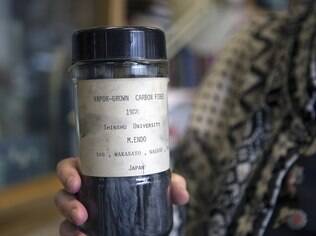 VAPOR-GROWN CARBON FIBER
SHINSHU UNIVERSITY
M.ENDO
500 , WAKASATO , NAGANO ,
JAPAN